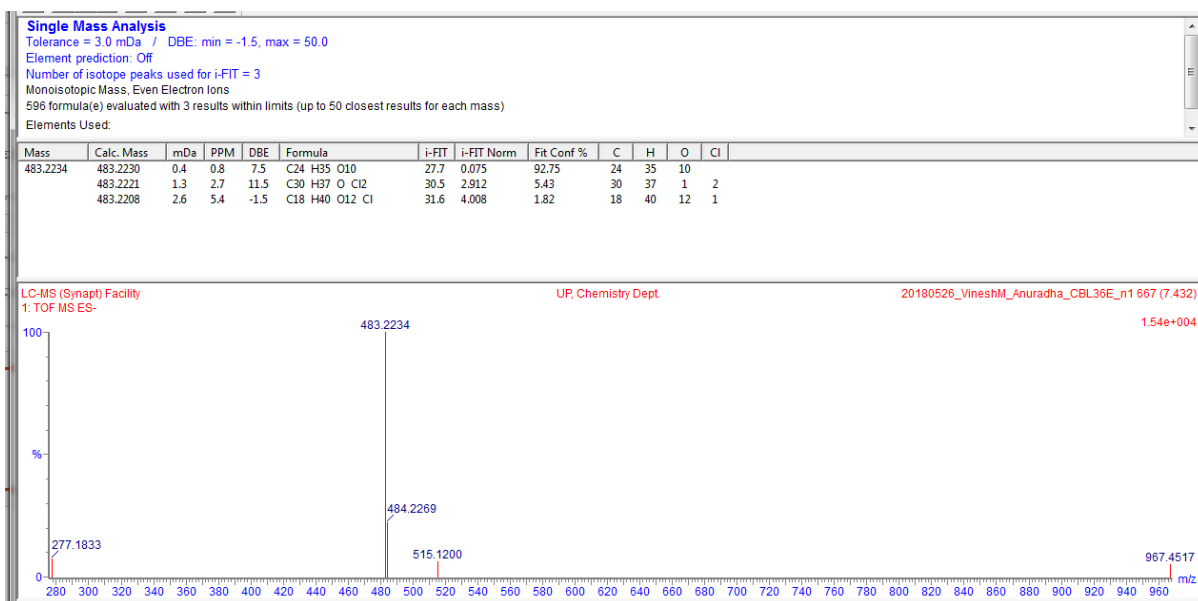 Single Mass Analysis
Tolerance = 3.0 mDa / DBE: min = -1.5, max = 50.0
Element prediction: Off
Number of isotope peaks used for i-FIT = 3
Monoisotopic Mass, Even Electron Ions
596 formula(e) evaluated with 3 results within limits (up to 50 closest results for each mass)
Elements Used:
Mass Calc. Mass mDa PPM DBE Formula i-FIT i-FIT Norm Fit Conf % C H O Cl
483.2234 483.2230 0.4 0.8 7.5 C24 H35 O10 27.7 0.075 92.75 24 35 10
483.2221 1.3 2.7 11.5 C30 H37 O Cl2 30.5 2.912 5.43 30 37 1 2
483.2208 2.6 5.4 -1.5 C18 H40 O12 Cl 31.6 4.008 1.82 18 40 12 1
LC-MS (Synapt) Facility UP, Chemistry Dept. 20180526_VineshM_Anuradha_CBL36E_n1 667 (7.432)
1: TOF MS ES-
1.54e+004
100
483.2234
%
484.2269
277.1833
515.1200
967.4517
0
m/z
280 300 320 340 360 380 400 420 440 460 480 500 520 540 560 580 600 620 640 660 680 700 720 740 760 780 800 820 840 860 880 900 920 940 960